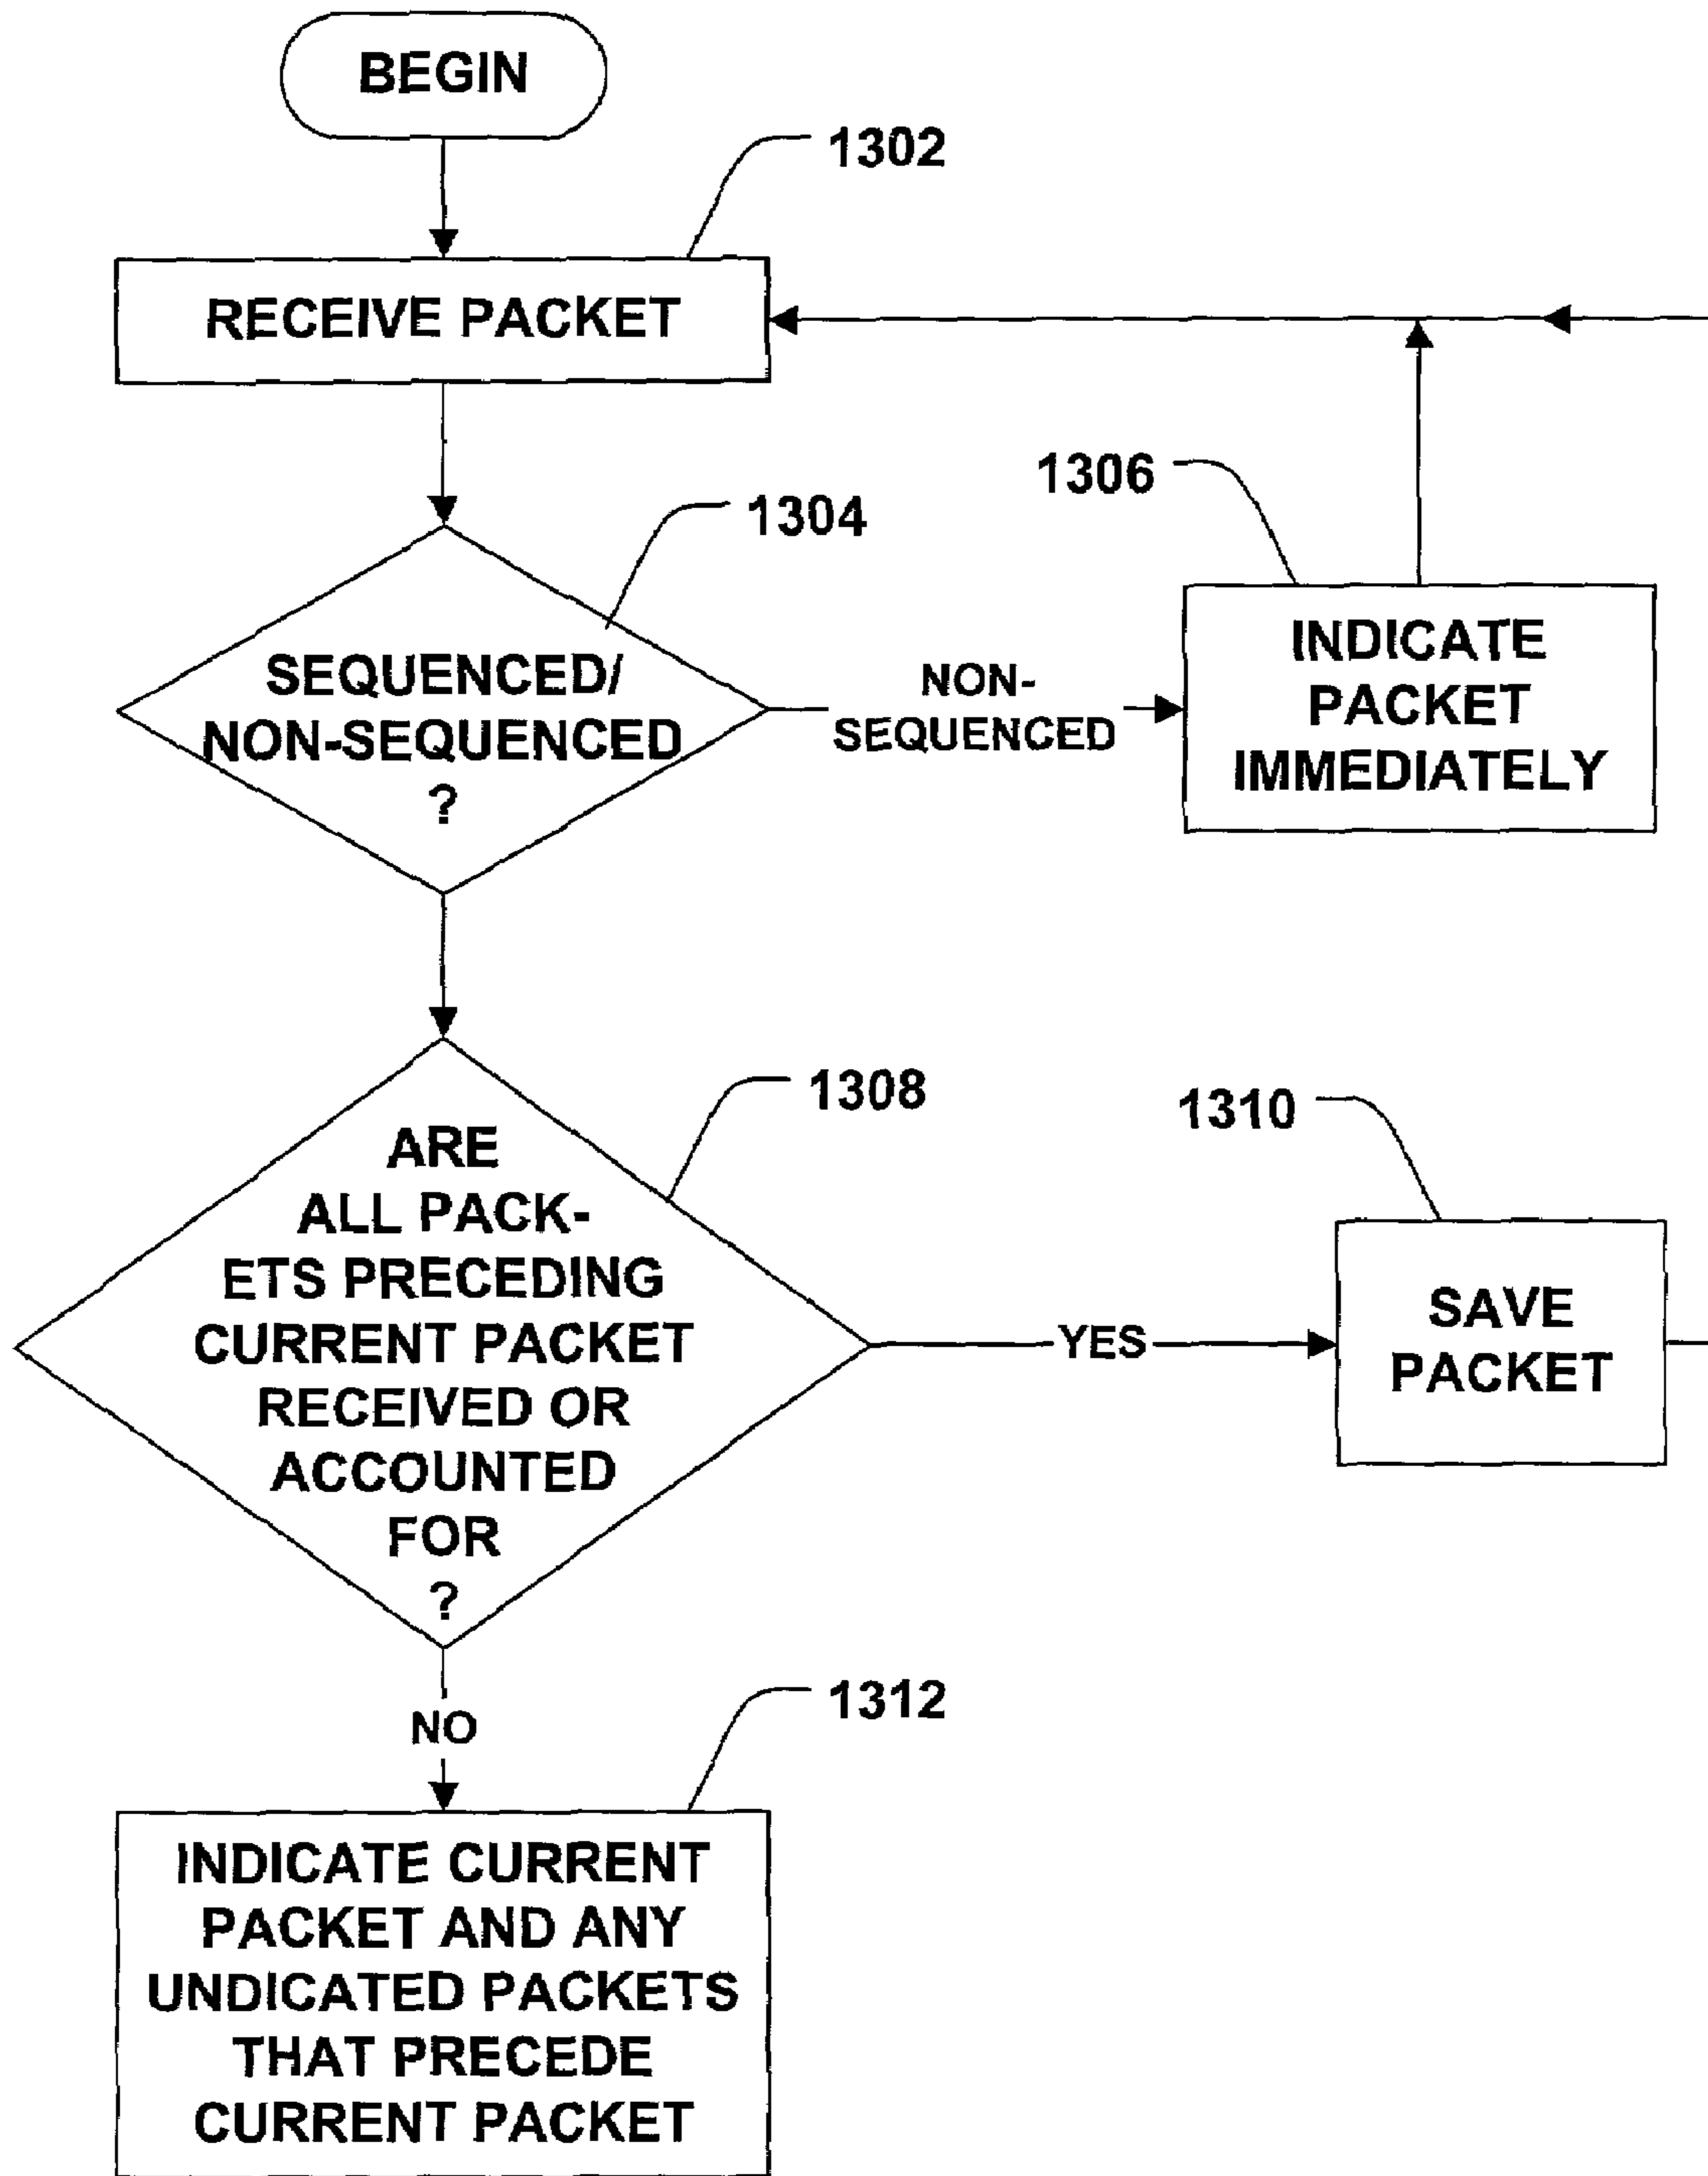 BEGIN
1302
RECEIVE PACKET
1304
SEQUENCED/
NON-SEQUENCED
?
NON-
SEQUENCED
1306
INDICATE
PACKET
IMMEDIATELY
1308
ARE
ALL PACK-
ETS PRECEDING
CURRENT PACKET
RECEIVED OR
ACCOUNTED
FOR
?
YES
1310
SAVE
PACKET
NO
1312
INDICATE CURRENT
PACKET AND ANY
UNDICATED PACKETS
THAT PRECEDE
CURRENT PACKET